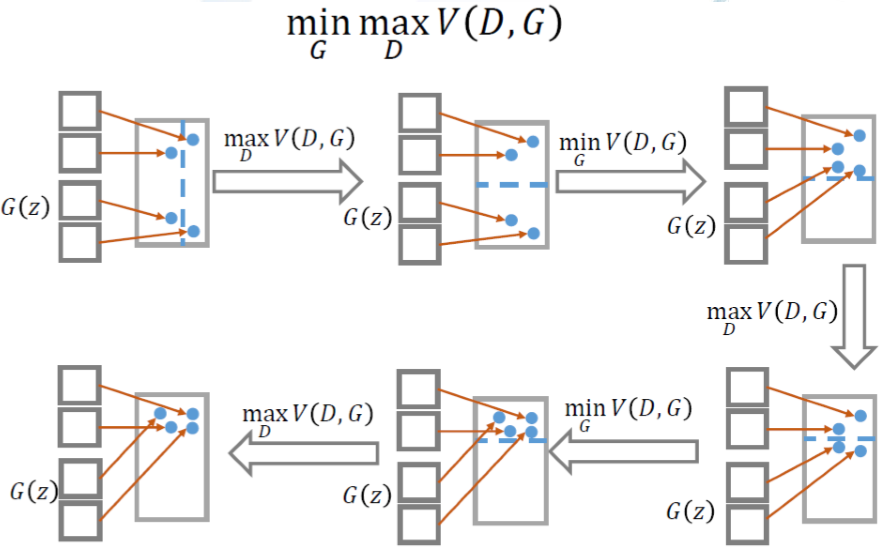 min max V(D, G)
G D
max V(D, G)
D
min V(D, G)
G
G(z)
G(z)
G(z)
max V(D, G)
D
max V(D, G)
D
min V(D, G)
G
G(z)
G(z)
G(z)